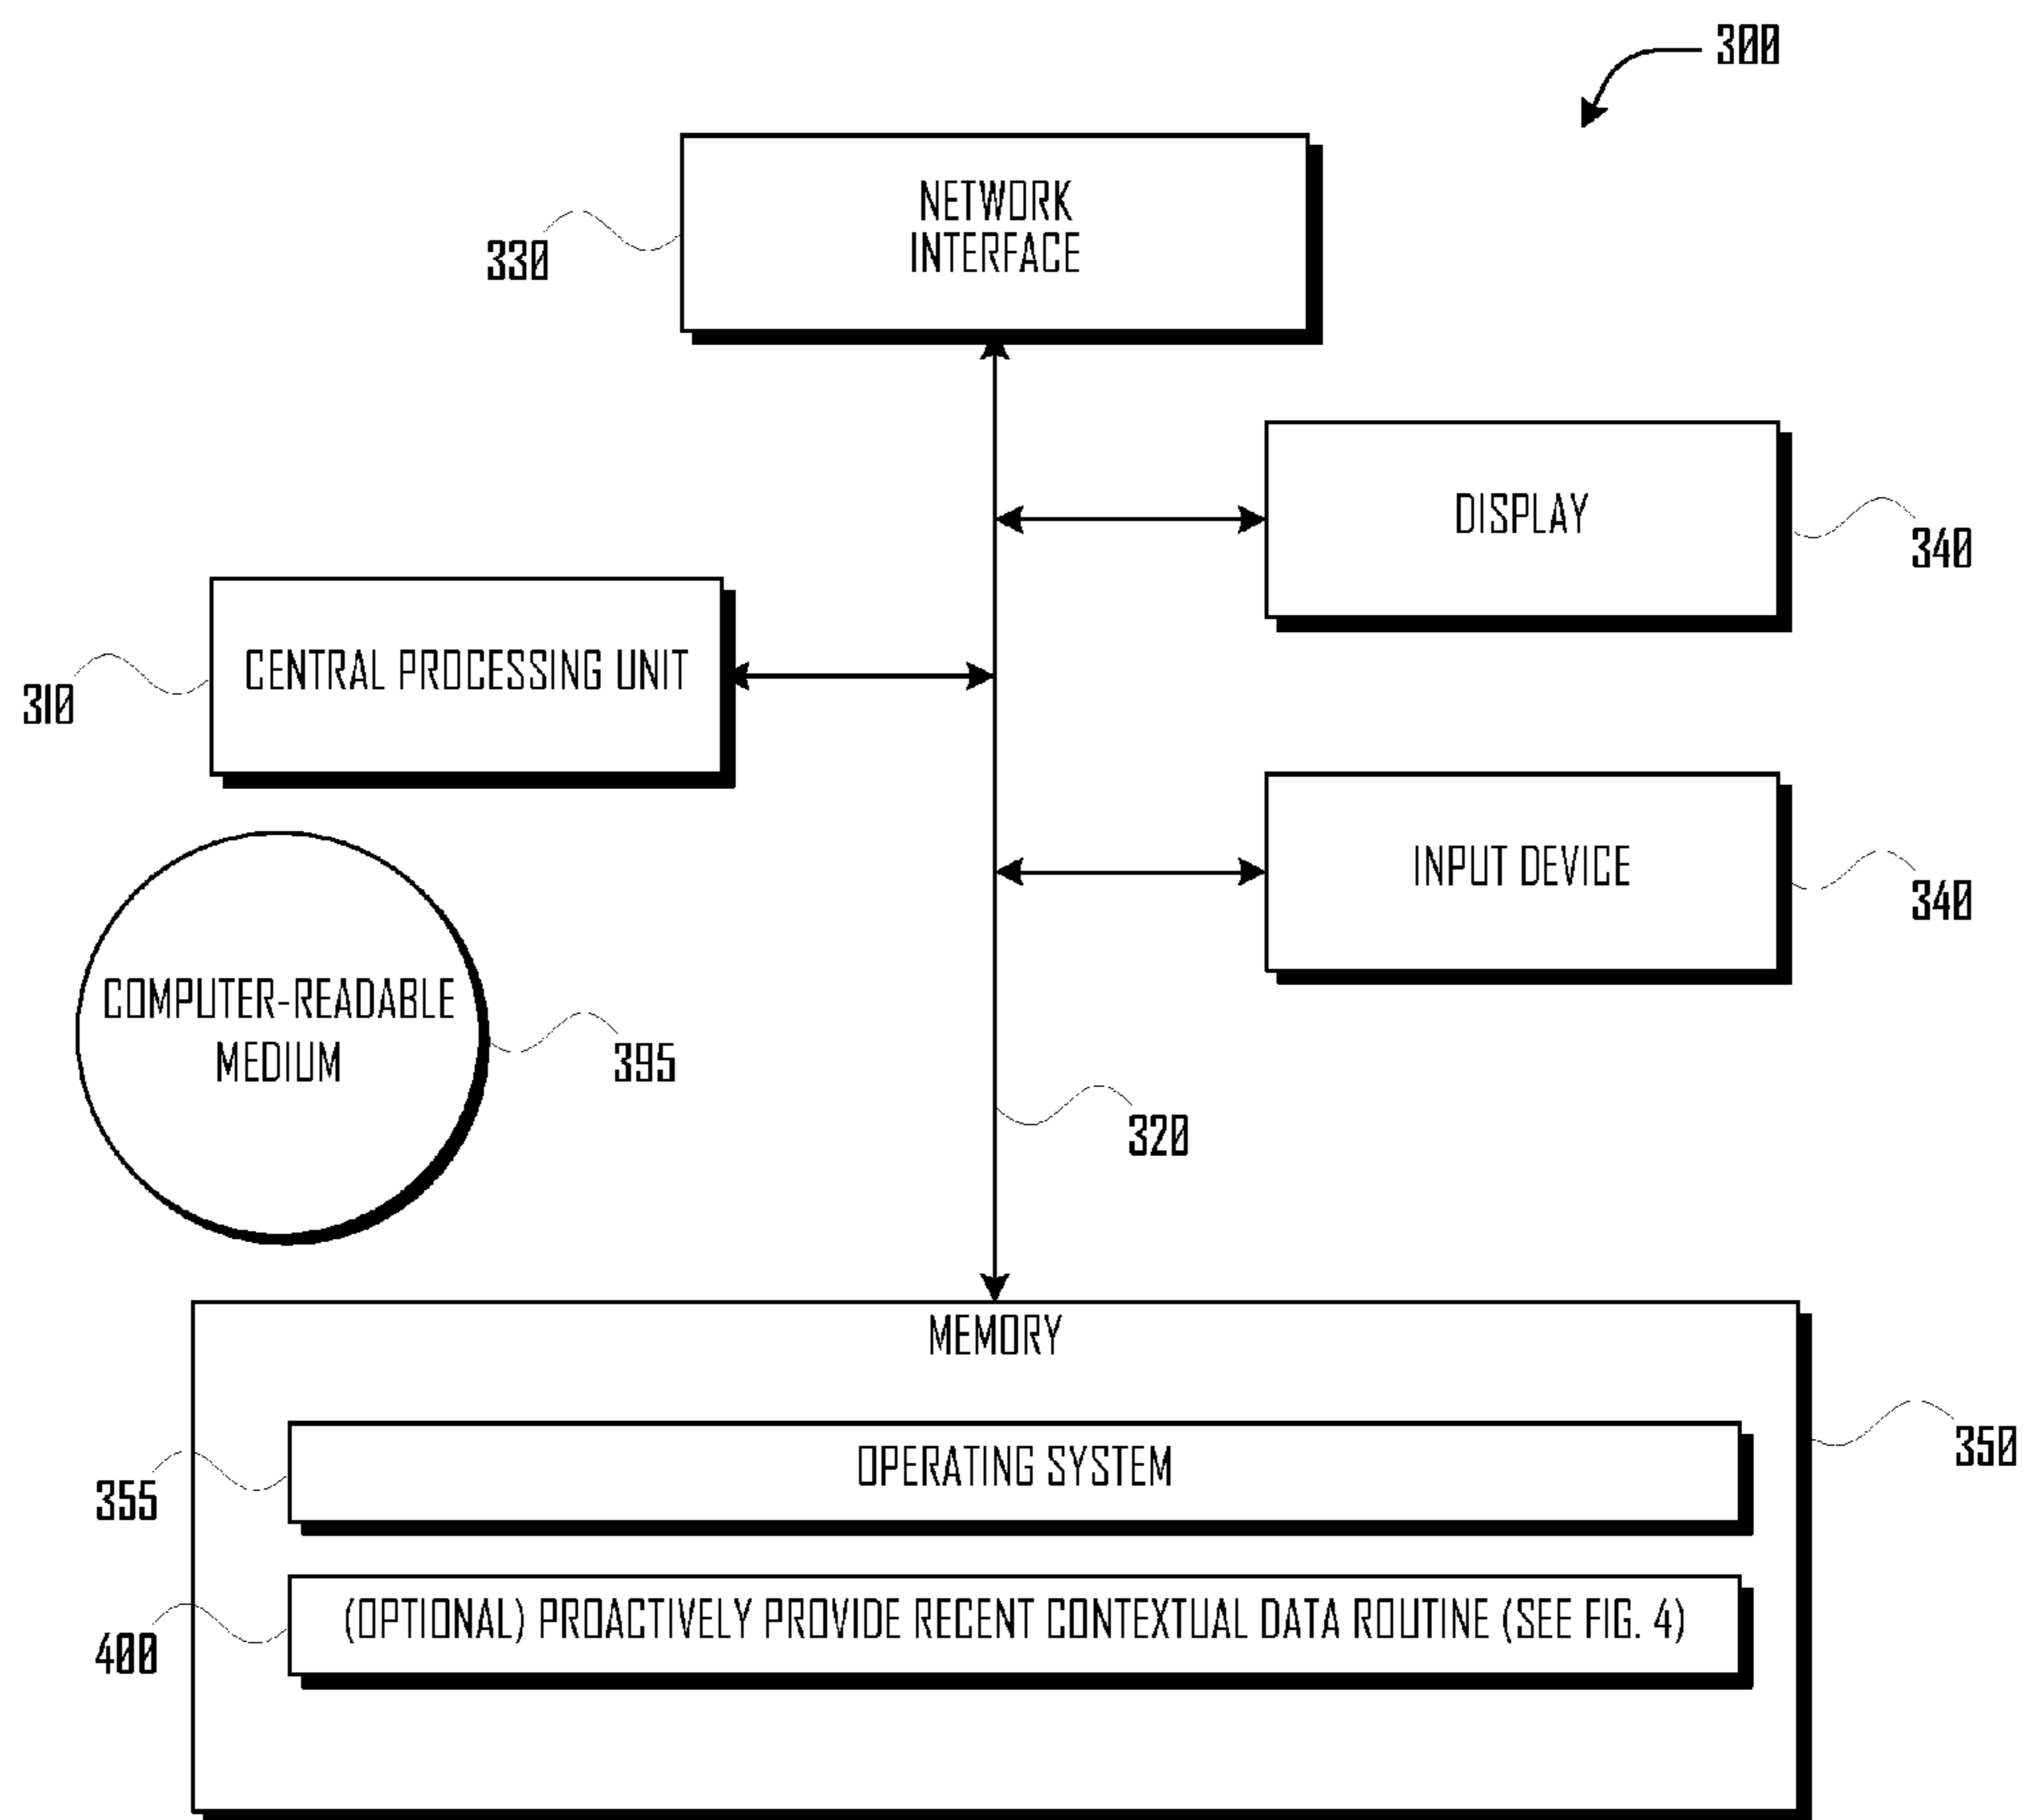 300
NETWORK
INTERFACE
330
DISPLAY
340
CENTRAL PROCESSING UNIT
310
INPUT DEVICE
340
COMPUTER-READABLE
MEDIUM
395
320
MEMORY
350
OPERATING SYSTEM
355
(OPTIONAL) PROACTIVELY PROVIDE RECENT CONTEXTUAL DATA ROUTINE (SEE FIG. 4)
400